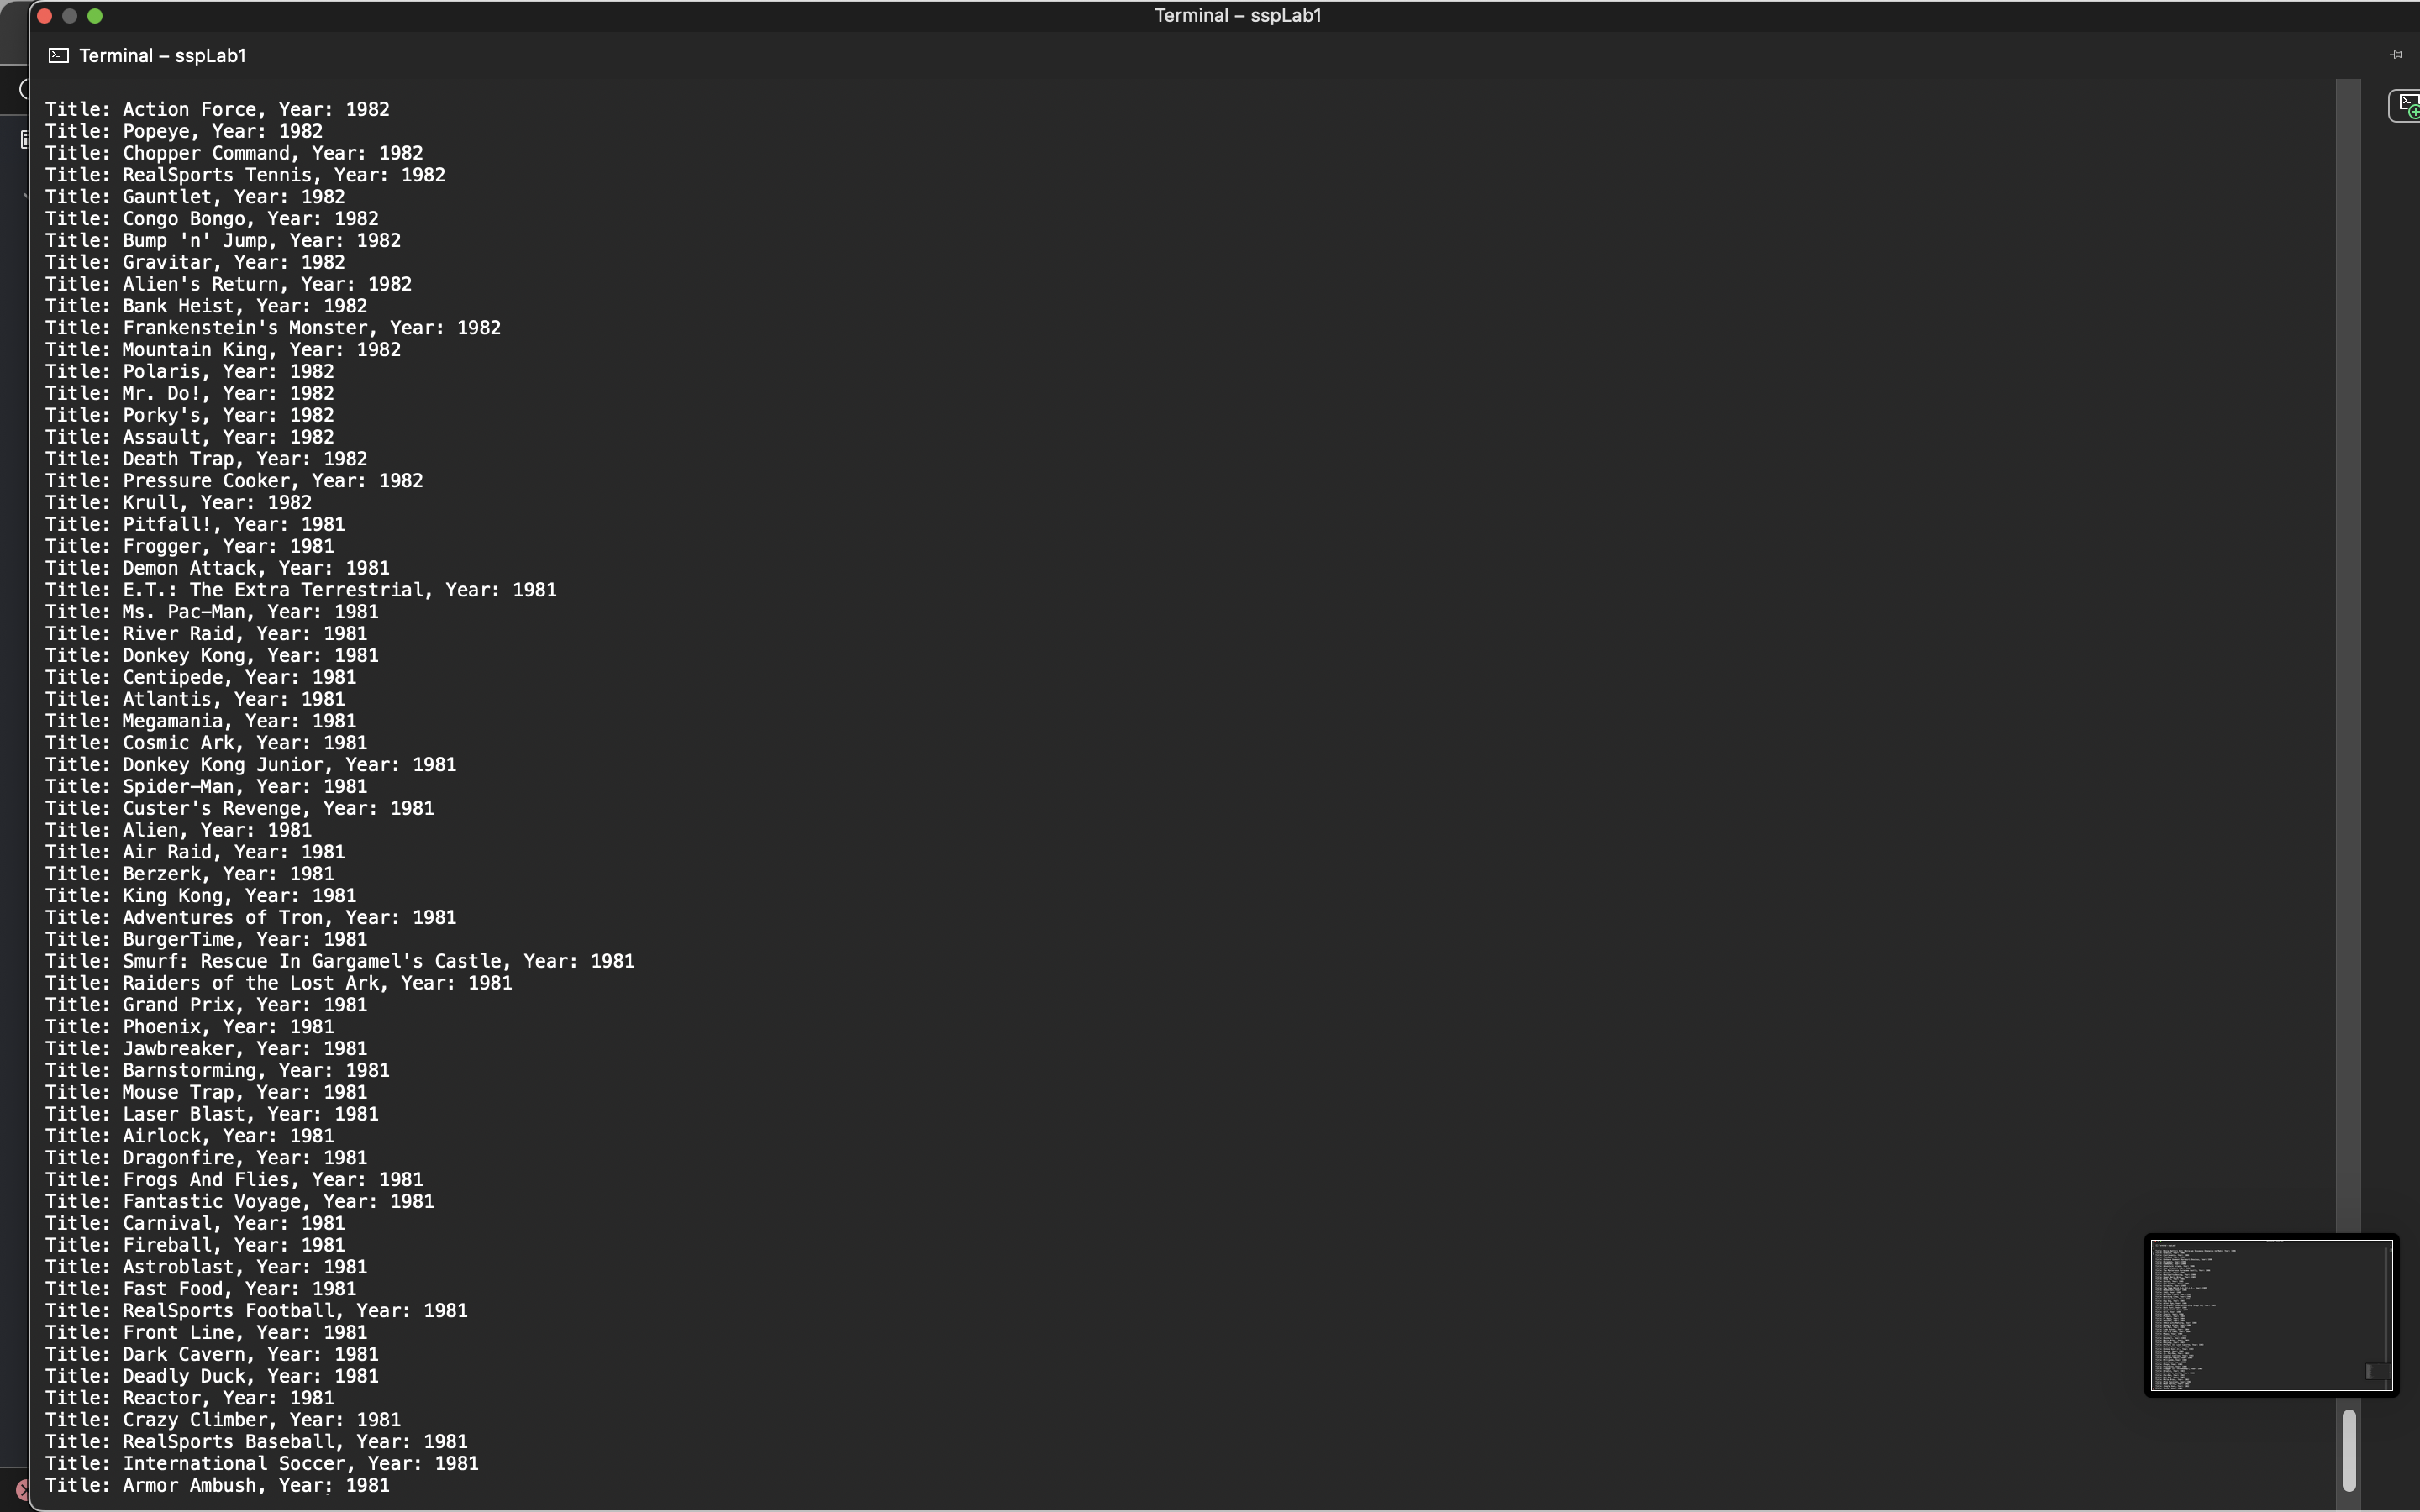 Terminal – sspLab1
Terminal – sspLab1
Title: Action Force, Year: 1982
Title: Popeye, Year: 1982
Title: Chopper Command, Year: 1982
Title: RealSports Tennis, Year: 1982
Title: Gauntlet, Year: 1982
Title: Congo Bongo, Year: 1982
Title: Bump 'n' Jump, Year: 1982
Title: Gravitar, Year: 1982
Title: Alien's Return, Year: 1982
Title: Bank Heist, Year: 1982
Title: Frankenstein's Monster, Year: 1982
Title: Mountain King, Year: 1982
Title: Polaris, Year: 1982
Title: Mr. Do!, Year: 1982
Title: Porky's, Year: 1982
Title: Assault, Year: 1982
Title: Death Trap, Year: 1982
Title: Pressure Cooker, Year: 1982
Title: Krull, Year: 1982
Title: Pitfall!, Year: 1981
Title: Frogger, Year: 1981
Title: Demon Attack, Year: 1981
Title: E.T.: The Extra Terrestrial, Year: 1981
Title: Ms. Pac-Man, Year: 1981
Title: River Raid, Year: 1981
Title: Donkey Kong, Year: 1981
Title: Centipede, Year: 1981
Title: Atlantis, Year: 1981
Title: Megamania, Year: 1981
Title: Cosmic Ark, Year: 1981
Title: Donkey Kong Junior, Year: 1981
Title: Spider-Man, Year: 1981
Title: Custer's Revenge, Year: 1981
Title: Alien, Year: 1981
Title: Air Raid, Year: 1981
Title: Berzerk, Year: 1981
Title: King Kong, Year: 1981
Title: Adventures of Tron, Year: 1981
Title: BurgerTime, Year: 1981
Title: Smurf: Rescue In Gargamel's Castle, Year: 1981
Title: Raiders of the Lost Ark, Year: 1981
Title: Grand Prix, Year: 1981
Title: Phoenix, Year: 1981
Title: Jawbreaker, Year: 1981
Title: Barnstorming, Year: 1981
Title: Mouse Trap, Year: 1981
Title: Laser Blast, Year: 1981
Title: Airlock, Year: 1981
Title: Dragonfire, Year: 1981
Title: Frogs And Flies, Year: 1981
Title: Fantastic Voyage, Year: 1981
Title: Carnival, Year: 1981
Title: Fireball, Year: 1981
Title: Astroblast, Year: 1981
Title: Fast Food, Year: 1981
Title: RealSports Football, Year: 1981
Title: Front Line, Year: 1981
Title: Dark Cavern, Year: 1981
Title: Deadly Duck, Year: 1981
Title: Reactor, Year: 1981
Title: Crazy Climber, Year: 1981
Title: RealSports Baseball, Year: 1981
Title: International Soccer, Year: 1981
Title: Armor Ambush, Year: 1981